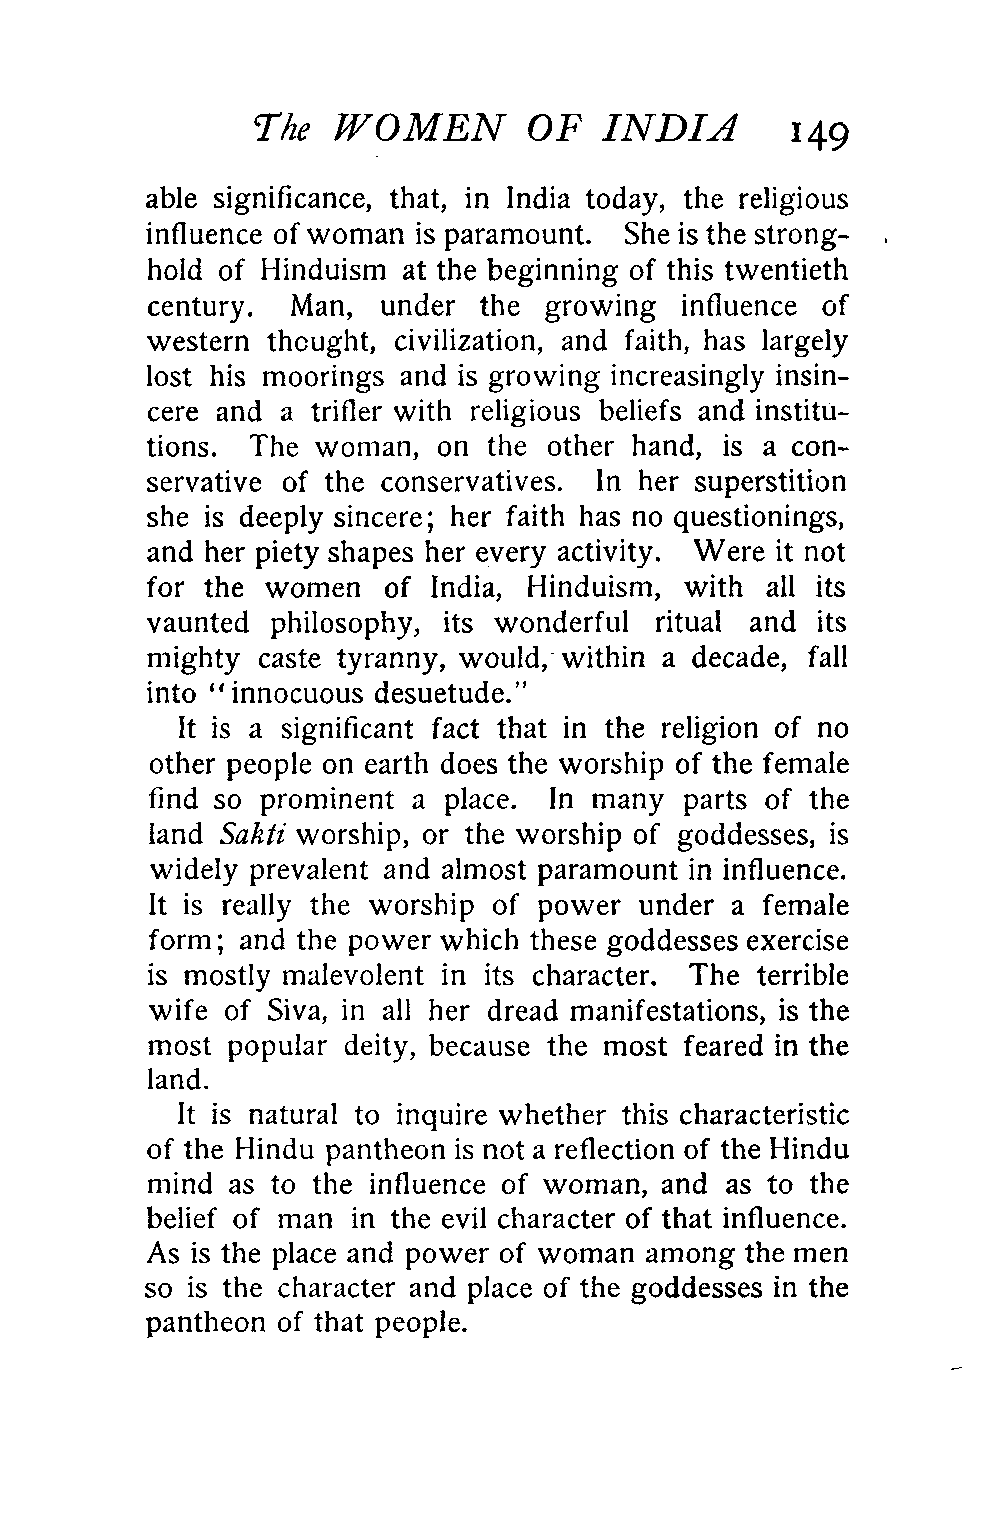 The WOMEN OF INDIA 149
able significance, that, in India today, the religious
influence of woman is paramount. She is the strong-
hold of Hinduism at the beginning of this twentieth
century. Man, under the growing influence of
western thought, civilization, and faith, has largely
lost his moorings and is growing increasingly insin-
cere and a trifler with religious beliefs and institu-
tions. The woman, on the other hand, is a con-
servative of the conservatives. In her superstition
she is deeply sincere; her faith has no questionings,
and her piety shapes her every activity. Were it not
for the women of India, Hinduism, with all its
vaunted philosophy, its wonderful ritual and its
mighty caste tyranny, would, within a decade, fall
into "innocuous desuetude."
It is a significant fact that in the religion of no
other people on earth does the worship of the female
find so prominent a place. In many parts of the
land Sakti worship, or the worship of goddesses, is
widely prevalent and almost paramount in influence.
It is really the worship of power under a female
form; and the power which these goddesses exercise
is mostly malevolent in its character. The terrible
wife of Siva, in all her dread manifestations, is the
most popular deity, because the most feared in the
land.
It is natural to inquire whether this characteristic
of the Hindu pantheon is not a reflection of the Hindu
mind as to the influence of woman, and as to the
belief of man in the evil character of that influence.
As is the place and power of woman among the men
so is the character and place of the goddesses in the
pantheon of that people.